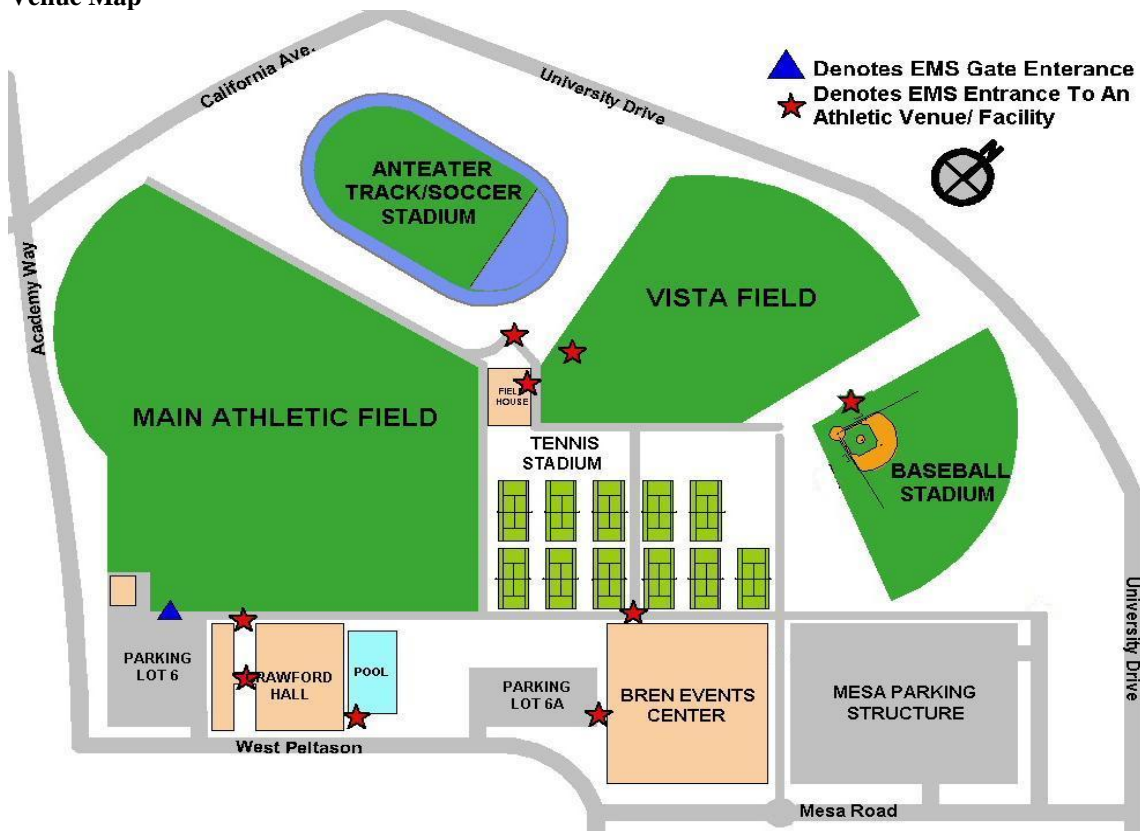 Venue Map
California Ave.
University Drive
Denotes EMS Gate Enterance
Denotes EMS Entrance To An
Athletic Venue/ Facility
N
ANTEATER
TRACK/SOCCER
STADIUM
VISTA FIELD
Academy Way
MAIN ATHLETIC FIELD
FIELD
HOUSE
TENNIS
STADIUM
BASEBALL
STADIUM
University Drive
PARKING
LOT 6
CRAWFORD
HALL
POOL
PARKING
LOT 6A
BREN EVENTS
CENTER
MESA PARKING
STRUCTURE
West Peltason
Mesa Road